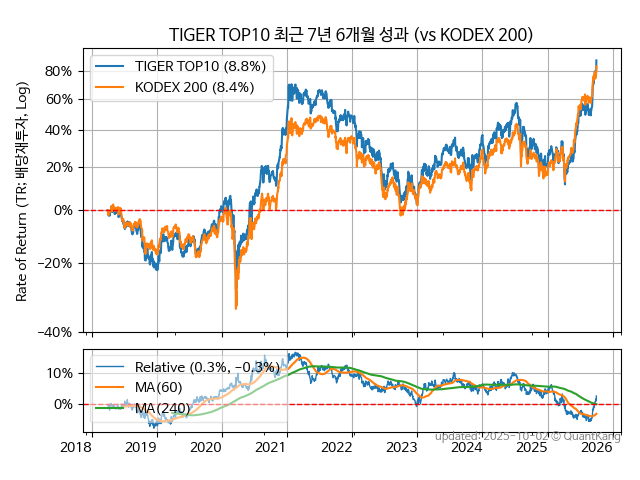 TIGER TOP10 최근 7년 6개월 성과 (vs KODEX 200)
Rate of Return (TR: 배당재투자, Log)
80%
60%
40%
20%
0%
−20%
−40%
TIGER TOP10 (8.8%)
KODEX 200 (8.4%)
10%
0%
Relative (0.3%, −0.3%)
MA(60)
MA(240)
2018 2019 2020 2021 2022 2023 2024 2025 2026
updated: 2025-10-02 © QuantKang